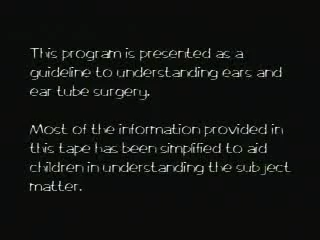 This program is presented as a
guideline to understanding ears and
ear tube surgery.
Most of the information provided in
this tape has been simplified to aid
children in understanding the subject
matter.